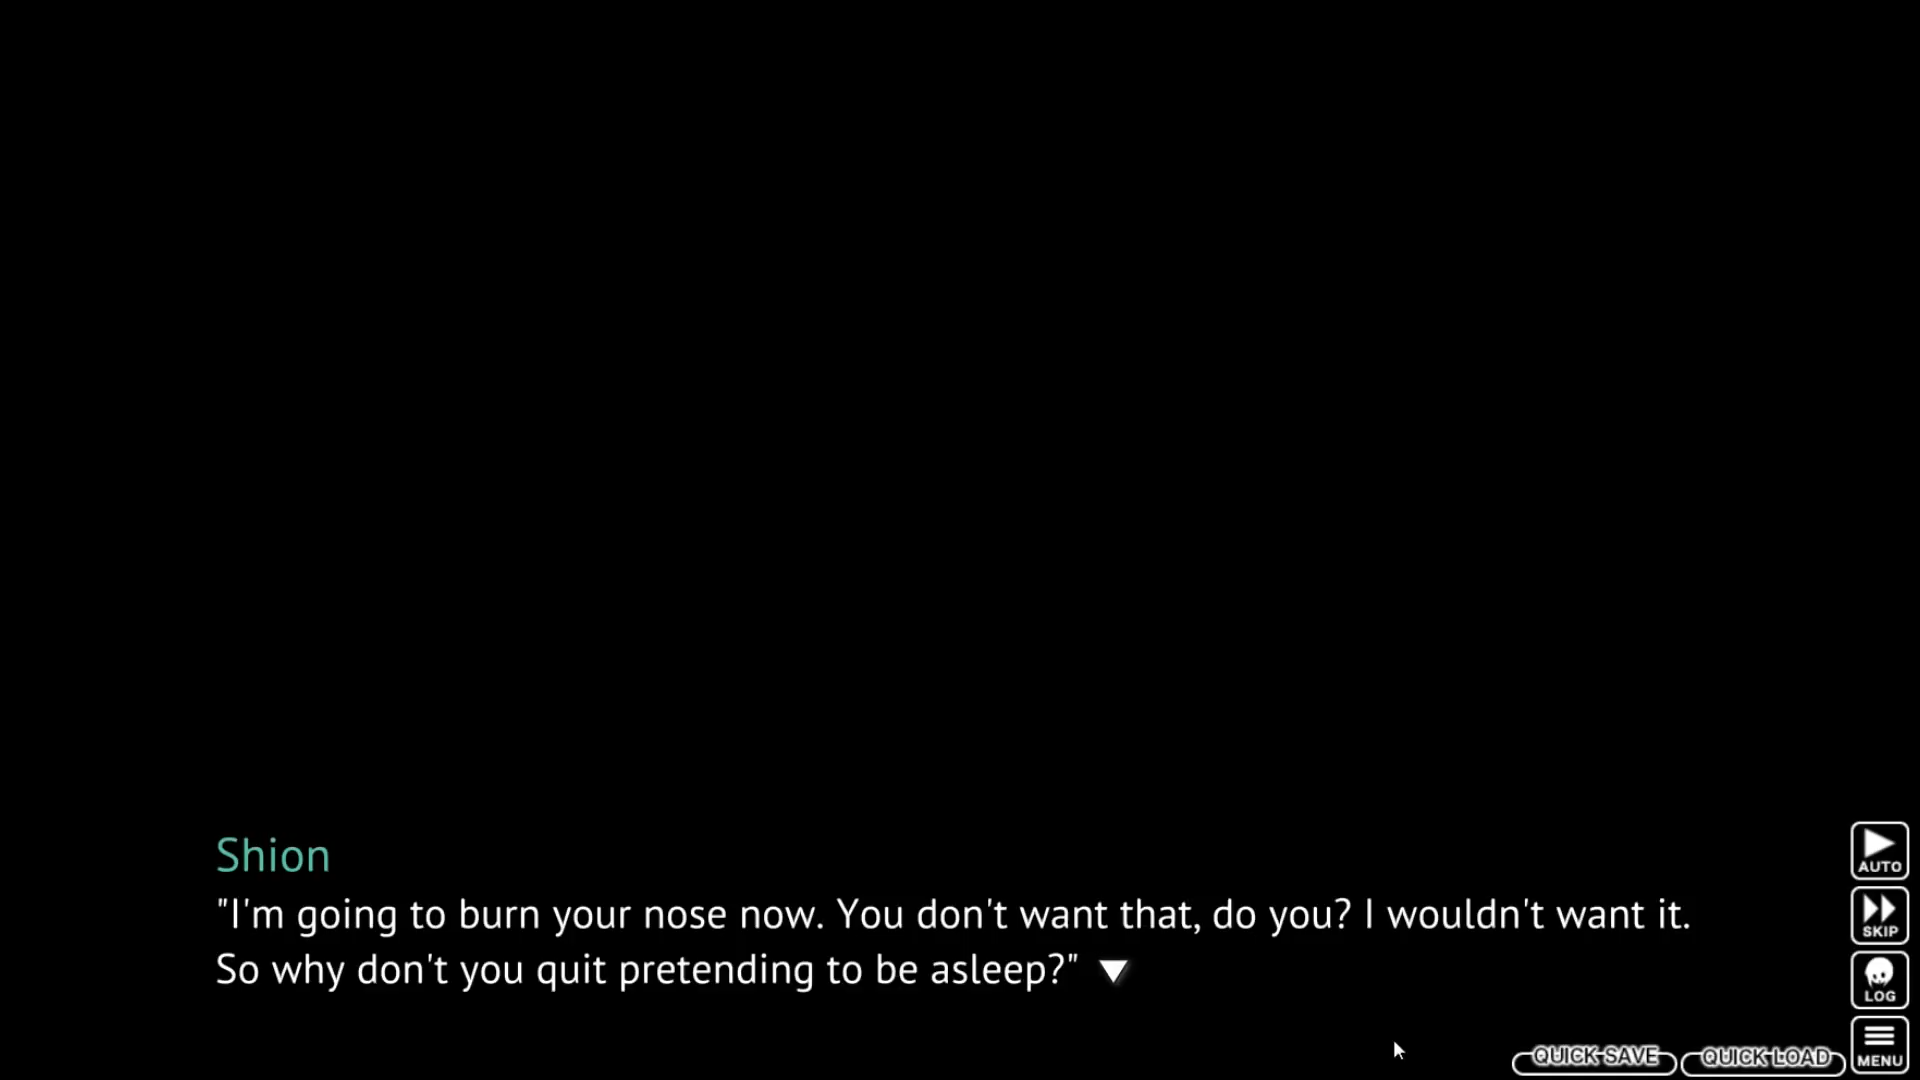 Shion
"I'm going to burn your nose now. You don't want that, do you? I wouldn't want it.
So why don't you quit pretending to be asleep?"
AUTO
SKIP
LOG
MENU
QUICK SAVE
QUICK LOAD